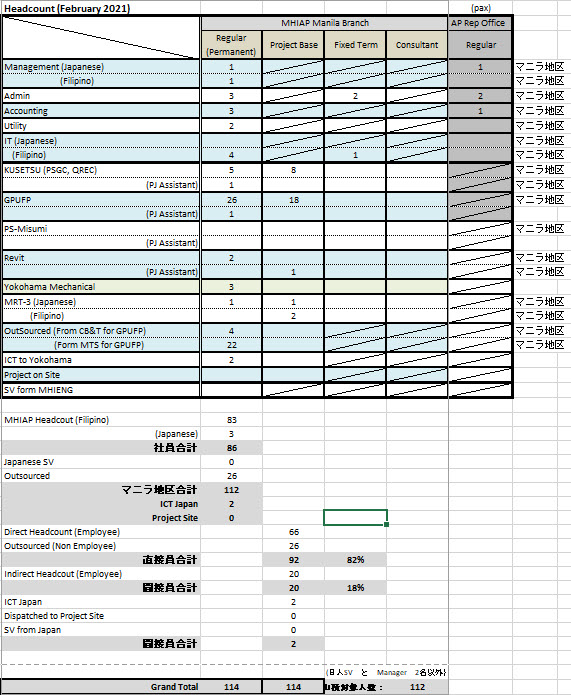 Headcount (February 2021) (pax)
MHIAP Manila Branch AP Rep Office
Regular (Permanent) Project Base Fixed Term Consultant Regular
Management (Japanese) 1 1 マニラ地区
(Filipino) 1 マニラ地区
Admin 3 2 2 マニラ地区
Accounting 3 1 マニラ地区
Utility 2 マニラ地区
IT (Japanese) マニラ地区
(Filipino) 4 1 マニラ地区
KUSETSU (PSGC, QREC) 5 8 マニラ地区
(PJ Assistant) 1 マニラ地区
GPUFP 26 18 マニラ地区
(PJ Assistant) 1 マニラ地区
PS-Misumi マニラ地区
(PJ Assistant)
Revit 2 マニラ地区
(PJ Assistant) 1 マニラ地区
Yokohama Mechanical 3
MRT-3 (Japanese) 1 1 マニラ地区
(Filipino) 2 マニラ地区
OutSourced (From CB&T for GPUFP) 4 マニラ地区
(Form MTS for GPUFP) 22 マニラ地区
ICT to Yokohama 2
Project on Site
SV form MHIENG
MHIAP Headcout (Filipino) 83
(Japanese) 3
社員合計 86
Japanese SV 0
Outsourced 26
マニラ地区合計 112
ICT Japan 2
Project Site 0
Direct Headcount (Employee) 66
Outsourced (Non Employee) 26
直接員合計 92 82%
Indirect Headcout (Employee) 20
間接員合計 20 18%
ICT Japan 2
Dispatched to Project Site 0
SV from Japan 0
間接員合計 2
(日人SV と Manager 2名以外)
Grand Total 114 114 対象人数： 112